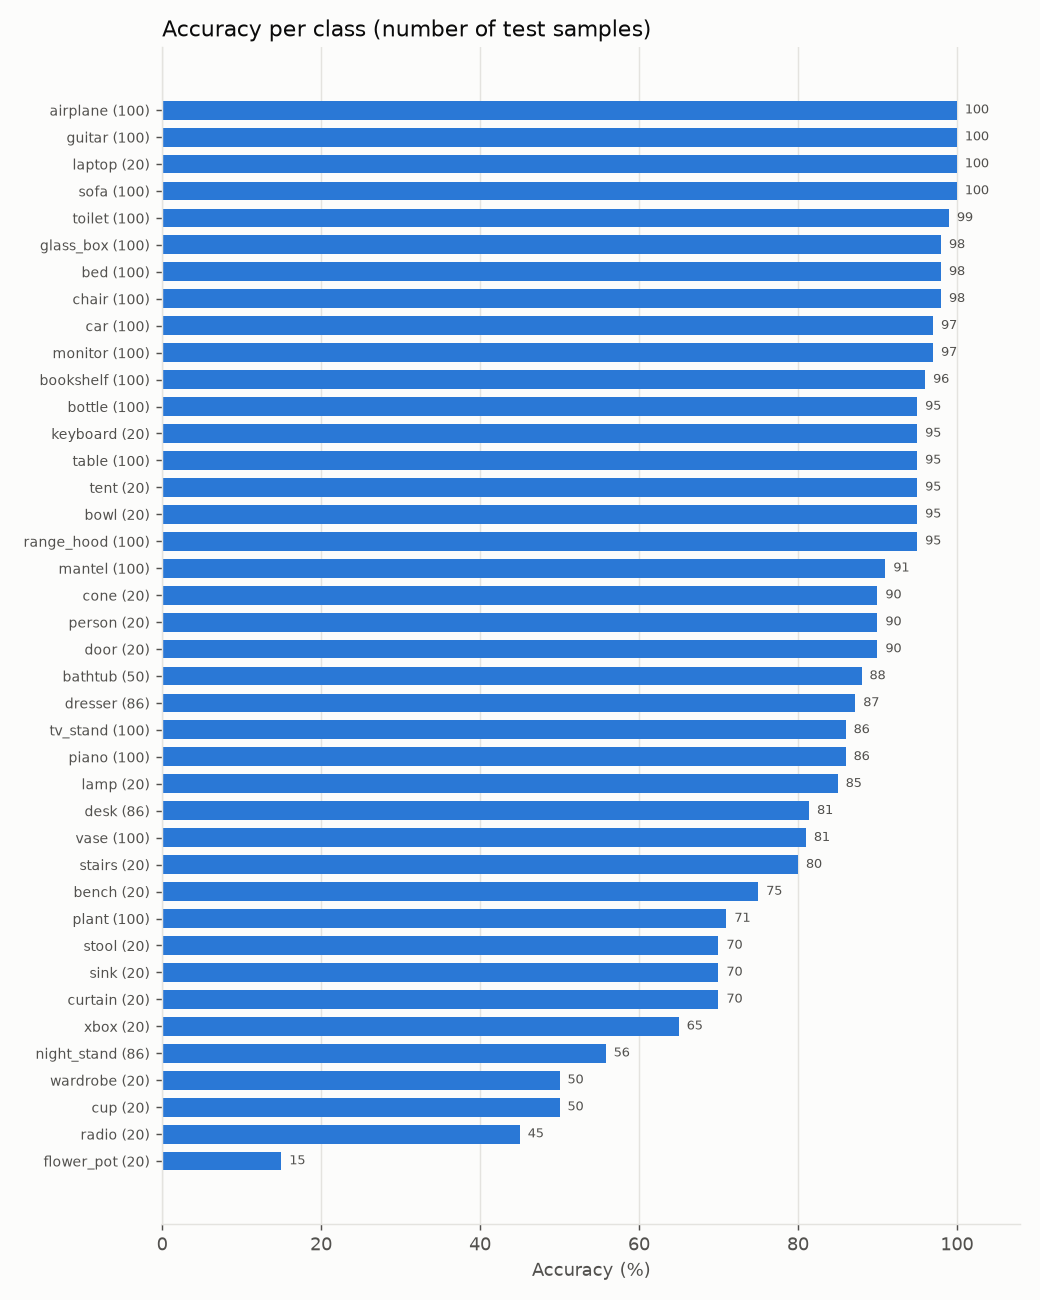 Accuracy per class (number of test samples)
airplane (100) 100
guitar (100) 100
laptop (20) 100
sofa (100) 100
toilet (100) 99
glass_box (100) 98
bed (100) 98
chair (100) 98
car (100) 97
monitor (100) 97
bookshelf (100) 96
bottle (100) 95
keyboard (20) 95
table (100) 95
tent (20) 95
bowl (20) 95
range_hood (100) 95
mantel (100) 91
cone (20) 90
person (20) 90
door (20) 90
bathtub (50) 88
dresser (86) 87
tv_stand (100) 86
piano (100) 86
lamp (20) 85
desk (86) 81
vase (100) 81
stairs (20) 80
bench (20) 75
plant (100) 71
stool (20) 70
sink (20) 70
curtain (20) 70
xbox (20) 65
night_stand (86) 56
wardrobe (20) 50
cup (20) 50
radio (20) 45
flower_pot (20) 15
0 20 40 60 80 100
Accuracy (%)